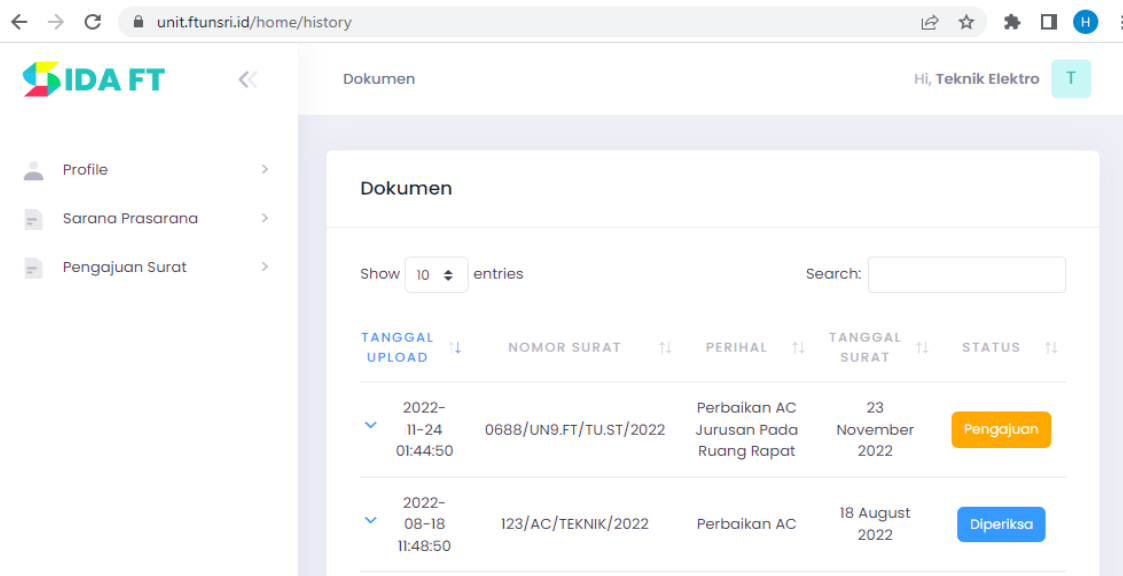 unit.ftunsri.id/home/history
H
SIDA FT
Dokumen
Hi, Teknik Elektro
T
Profile
Sarana Prasarana
Pengajuan Surat
Dokumen
Show 10 entries
Search:
TANGGAL
UPLOAD
NOMOR SURAT
PERIHAL
TANGGAL
SURAT
STATUS
2022-
11-24
01:44:50
0688/UN9.FT/TU.ST/2022
Perbaikan AC
Jurusan Pada
Ruang Rapat
23
November
2022
Pengajuan
2022-
08-18
11:48:50
123/AC/TEKNIK/2022
Perbaikan AC
18 August
2022
Diperiksa